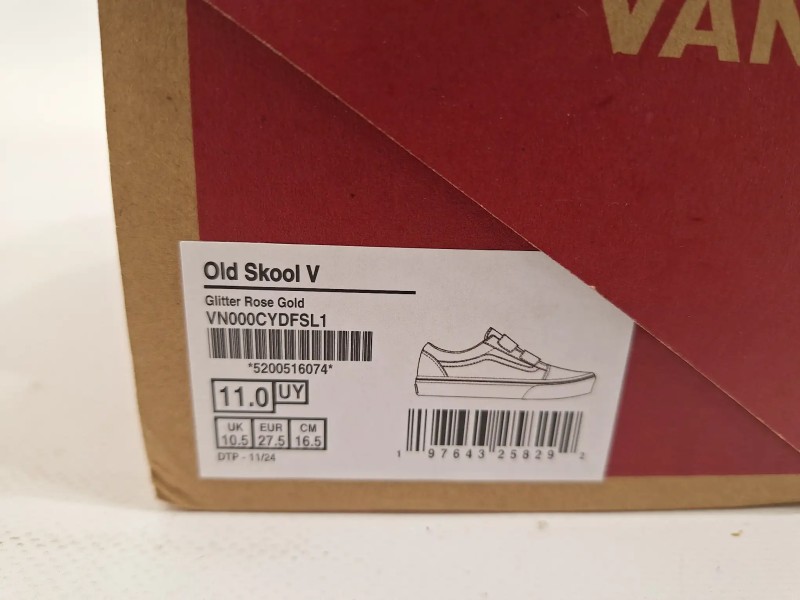 VAN
Old Skool V
Glitter Rose Gold
VN000CYDFSL1
*5200516074*
11.0 UY
UK EUR CM
10.5 27.5 16.5
DTP - 11/24
1 97643 25829 2